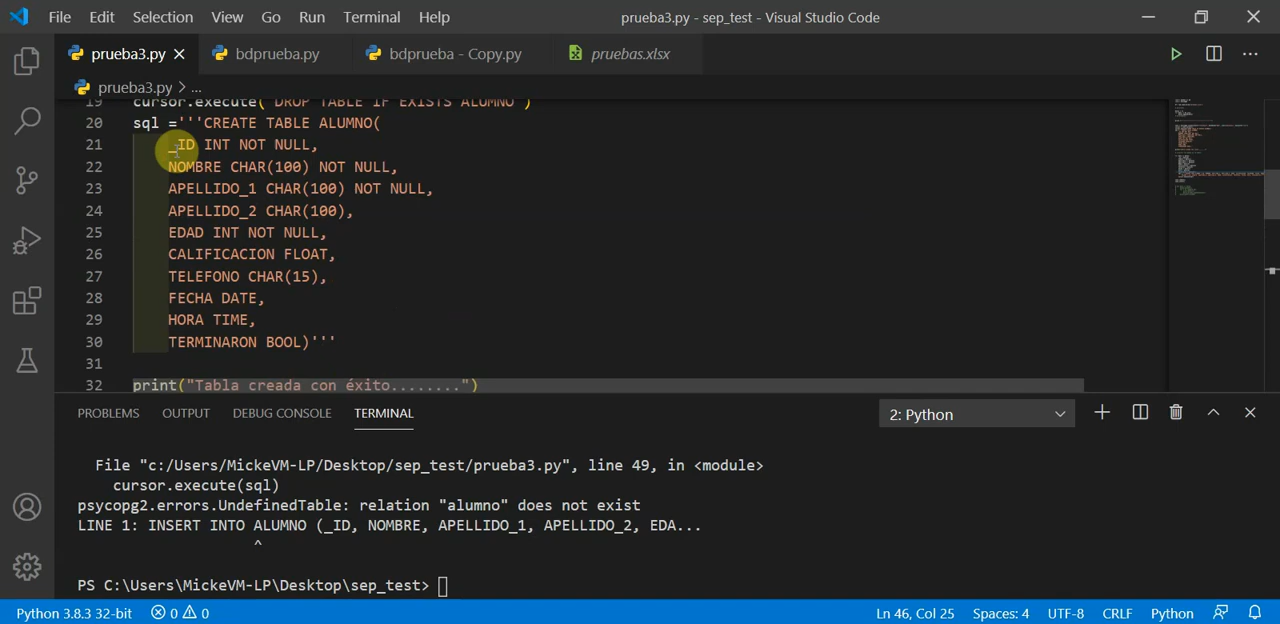 File Edit Selection View Go Run Terminal Help prueba3.py - sep_test - Visual Studio Code
prueba3.py bdprueba.py bdprueba - Copy.py pruebas.xlsx
prueba3.py > ...
19 cursor.execute("DROP TABLE IF EXISTS ALUMNO")
20 sql ='''CREATE TABLE ALUMNO(
21 _ID INT NOT NULL,
22 NOMBRE CHAR(100) NOT NULL,
23 APELLIDO_1 CHAR(100) NOT NULL,
24 APELLIDO_2 CHAR(100),
25 EDAD INT NOT NULL,
26 CALIFICACION FLOAT,
27 TELEFONO CHAR(15),
28 FECHA DATE,
29 HORA TIME,
30 TERMINARON BOOL)'''
31
32 print("Tabla creada con éxito........")
PROBLEMS OUTPUT DEBUG CONSOLE TERMINAL 2: Python
File "c:/Users/MickeVM-LP/Desktop/sep_test/prueba3.py", line 49, in <module>
cursor.execute(sql)
psycopg2.errors.UndefinedTable: relation "alumno" does not exist
LINE 1: INSERT INTO ALUMNO (_ID, NOMBRE, APELLIDO_1, APELLIDO_2, EDA...
^
PS C:\Users\MickeVM-LP\Desktop\sep_test>
Python 3.8.3 32-bit 0 0 Ln 46, Col 25 Spaces: 4 UTF-8 CRLF Python